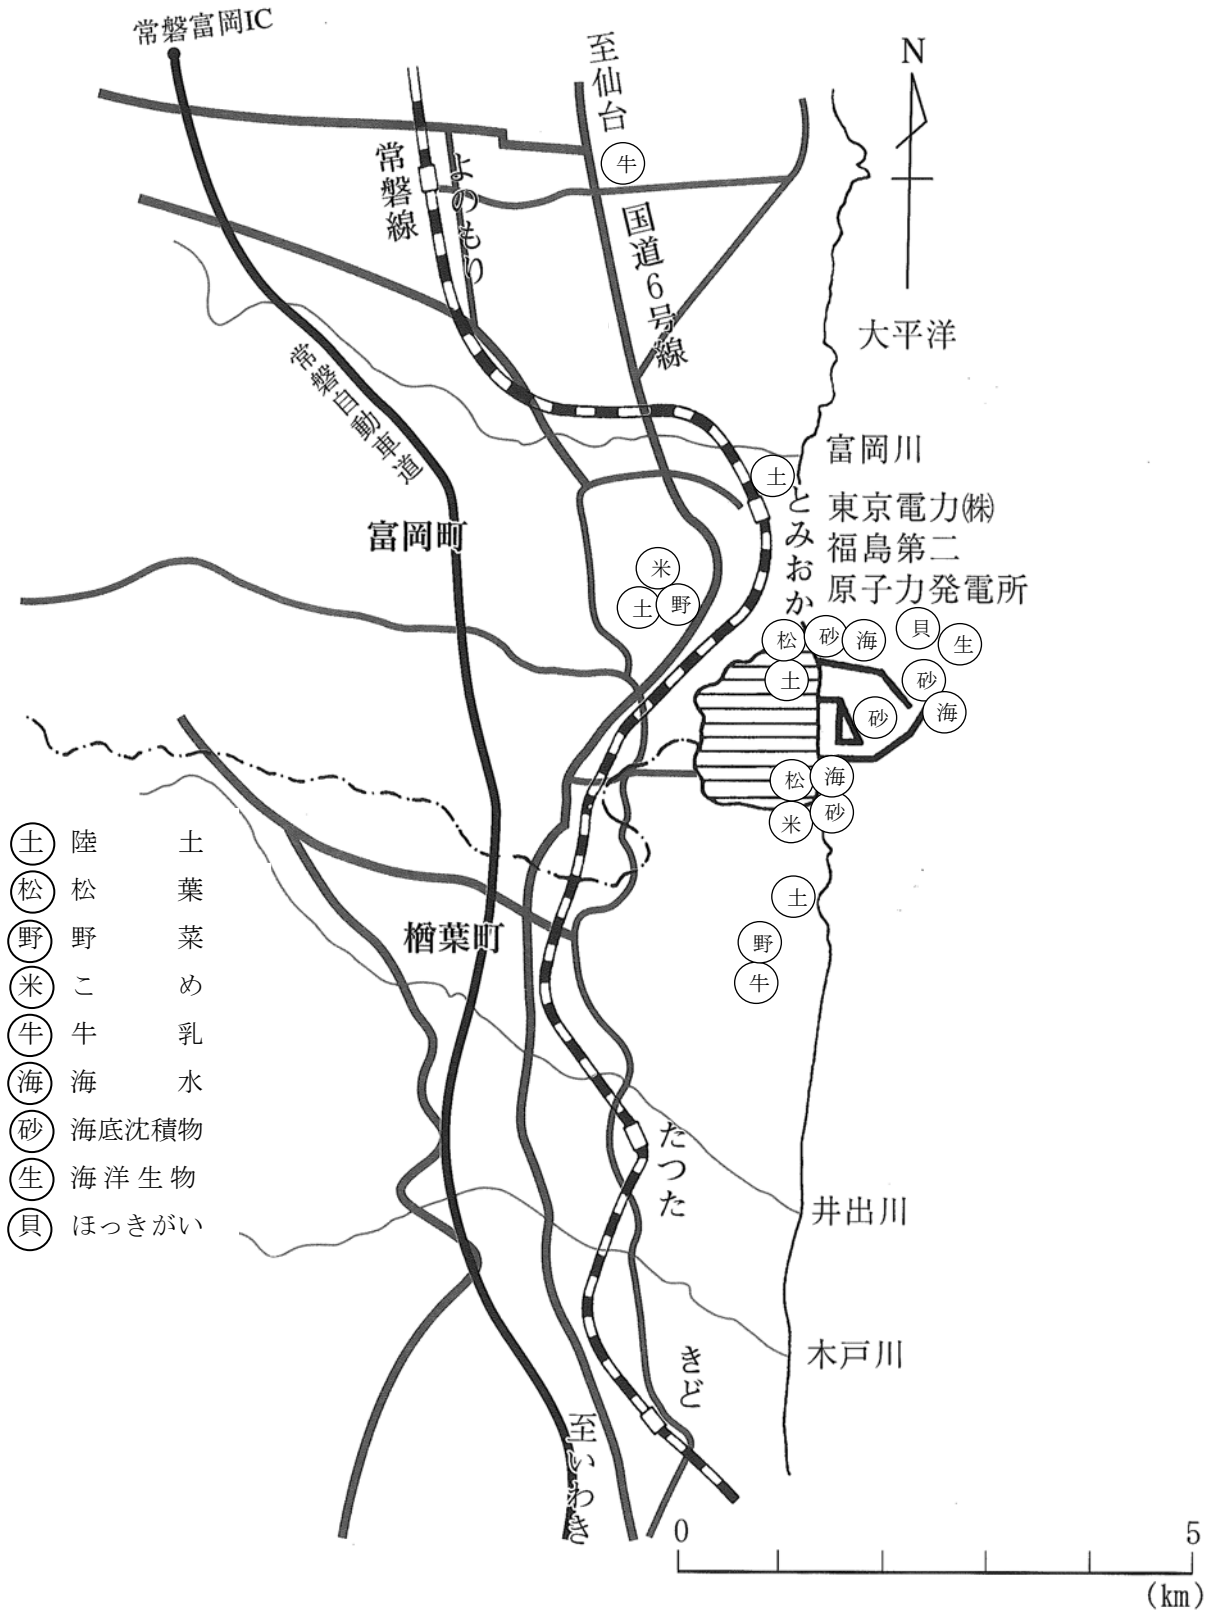 常磐富岡IC
至仙台
N
牛
常磐線
よのもり
国道6号線
大平洋
常磐自動車道
富岡川
土
とみおか
東京電力㈱
福島第二
原子力発電所
富岡町
米
土
野
松
砂
海
貝
生
土
砂
砂
海
松
海
米
砂
土
野
牛
楢葉町
土 陸土
松 松葉
野 野菜
米 こめ
牛 牛乳
海 海水
砂 海底沈積物
生 海洋生物
貝 ほっきがい
たつた
井出川
木戸川
きど
至いわき
0
5
(km)